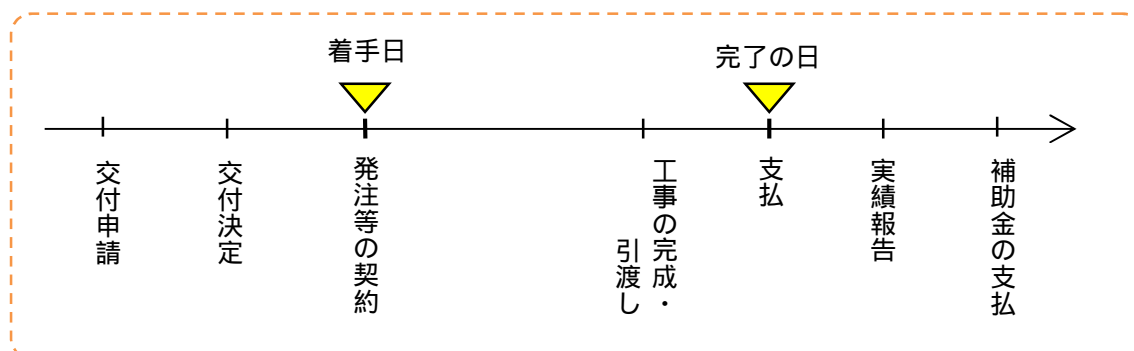 着手日
完了の日
交付申請
交付決定
発注等の契約
工事の完成・
引渡し
支払
実績報告
補助金の支払